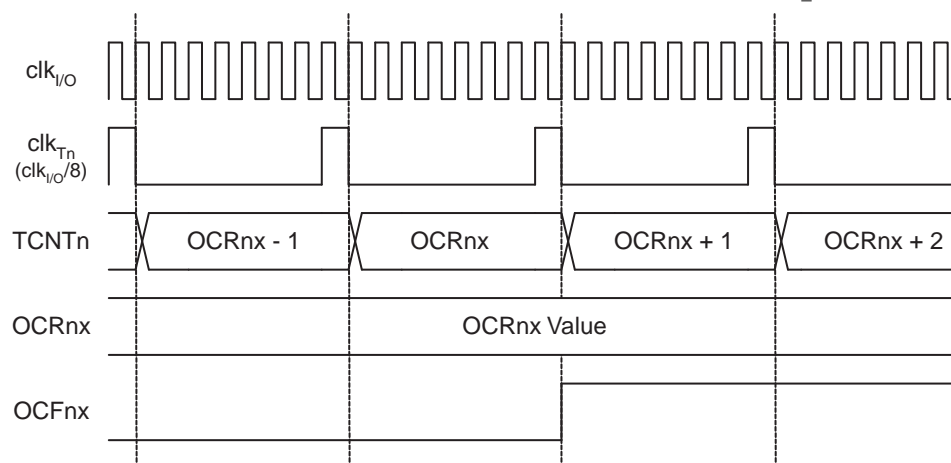 clkI/O
clkTn
(clkI/O/8)
TCNTn
OCRnx - 1
OCRnx
OCRnx + 1
OCRnx + 2
OCRnx
OCRnx Value
OCFnx